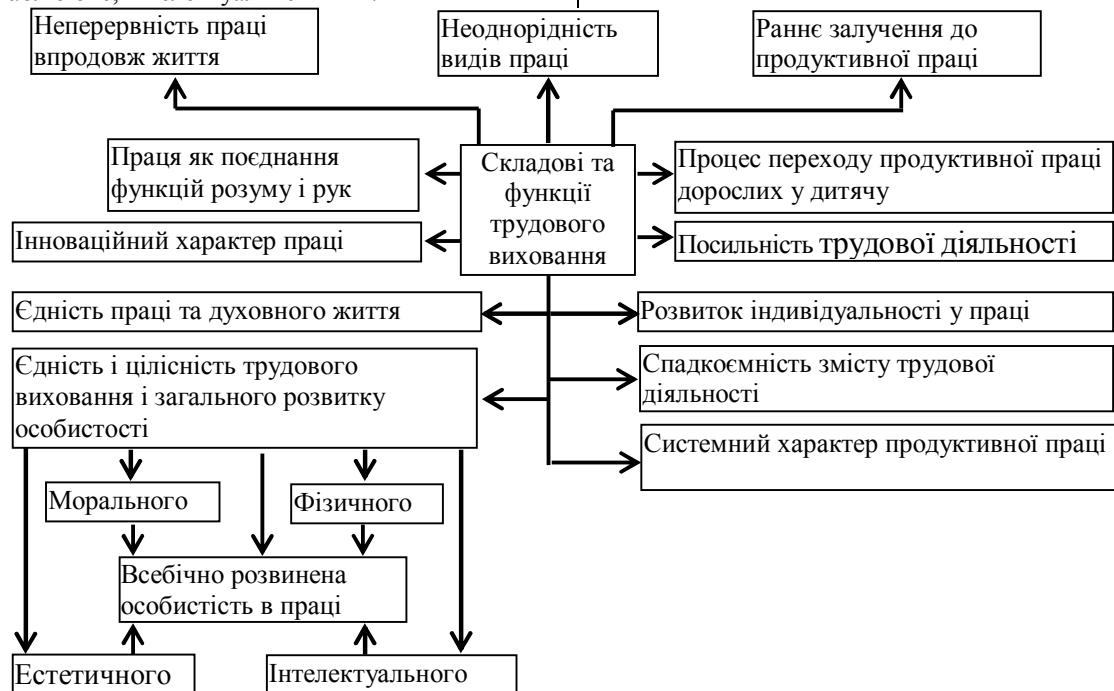 Неперервність праці
впродовж життя
Неоднорідність
видів праці
Раннє залучення до
продуктивної праці
Праця як поєднання
функцій розуму і рук
Складові та
функції
трудового
виховання
Процес переходу продуктивної праці
дорослих у дитячу
Інноваційний характер праці
Посильність трудової діяльності
Єдність праці та духовного життя
Розвиток індивідуальності у праці
Єдність і цілісність трудового
виховання і загального розвитку
особистості
Спадкоємність змісту трудової
діяльності
Системний характер продуктивної праці
Морального
Фізичного
Всебічно розвинена
особистість в праці
Естетичного
Інтелектуального